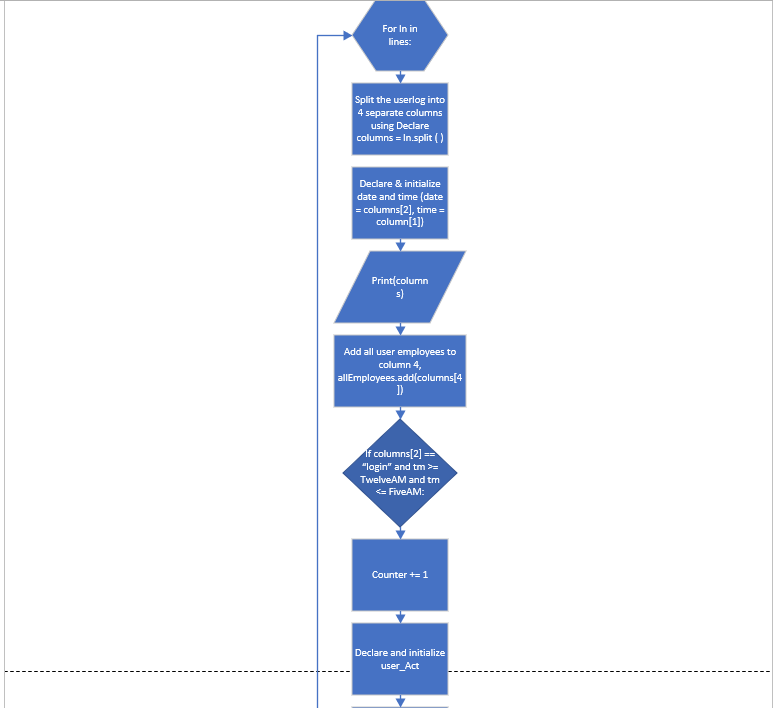 For ln in
lines:
Split the userlog into
4 separate columns
using Declare
columns = ln.split ( )
Declare & initialize
date and time (date
= columns[2], time =
column[1])
Print(column
s)
Add all user employees to
column 4,
allEmployees.add(columns[4
])
If columns[2] ==
"login" and tm >=
TwelveAM and tm
<= FiveAM:
Counter += 1
Declare and initialize
user_Act